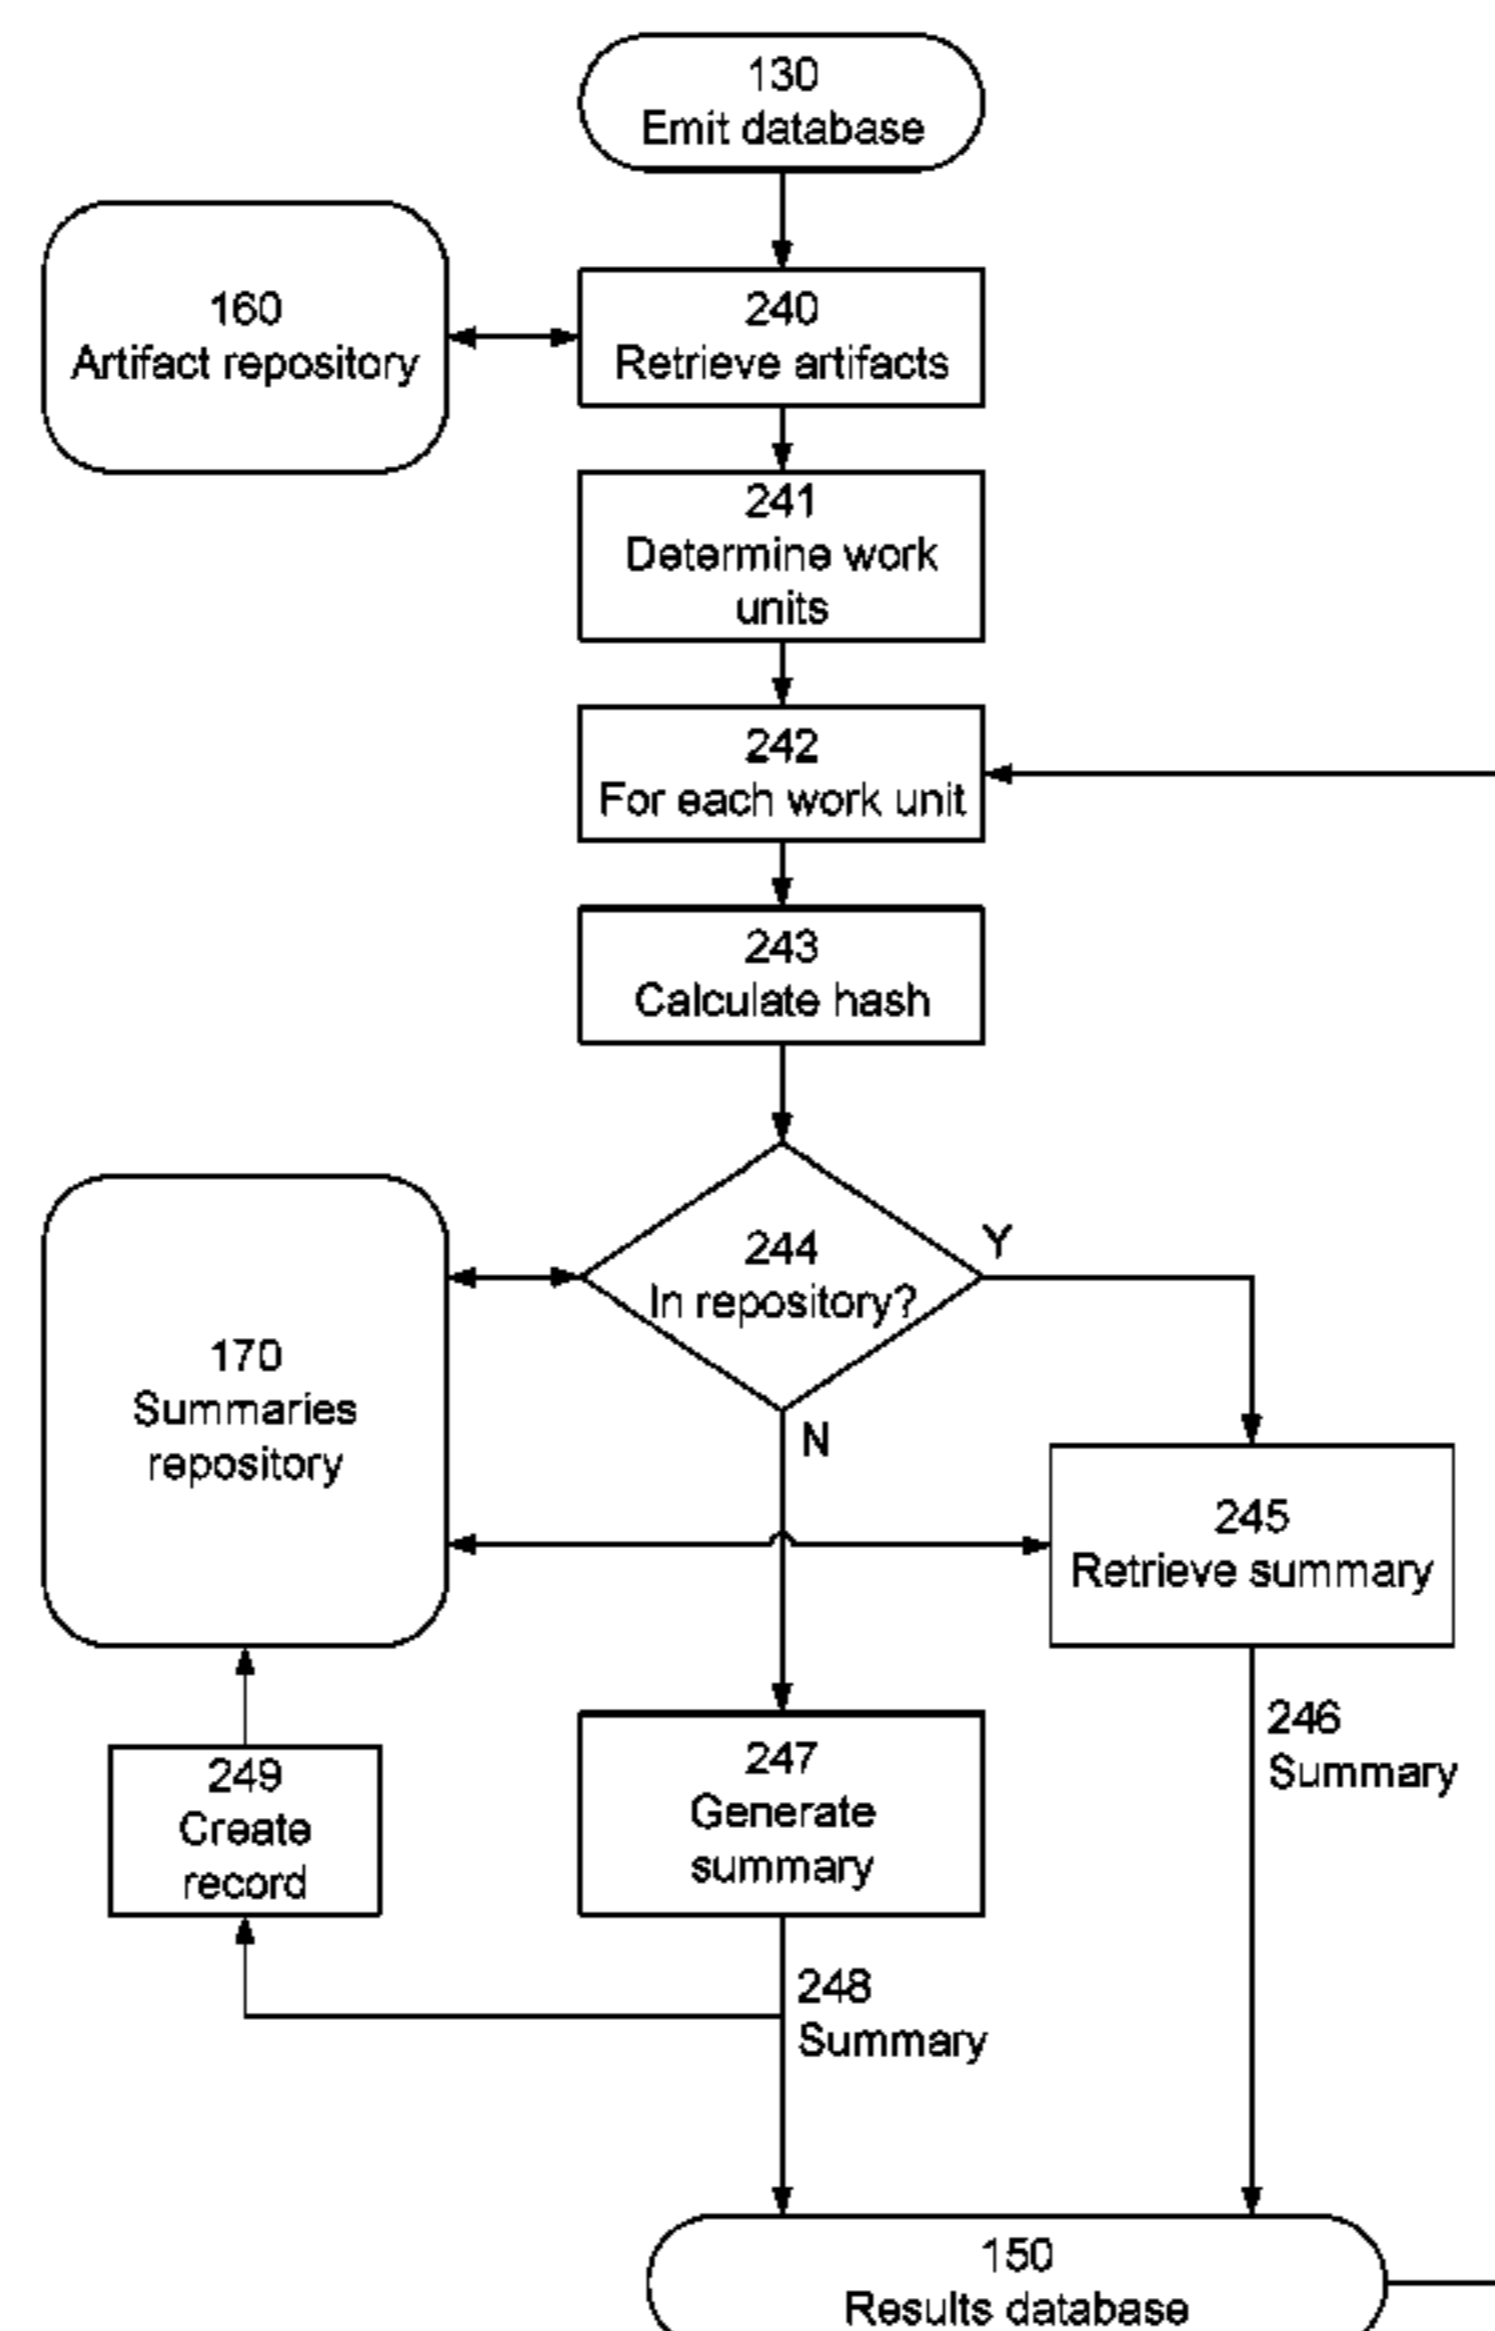 130
Emit database
160
Artifact repository
240
Retrieve artifacts
241
Determine work
units
242
For each work unit
243
Calculate hash
244
In repository?
Y
N
170
Summaries
repository
245
Retrieve summary
246
Summary
247
Generate
summary
249
Create
record
248
Summary
150
Results database